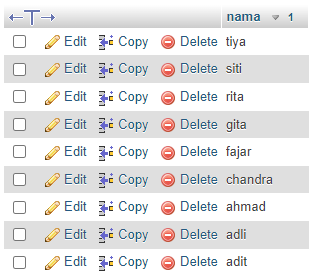 nama 1
Edit Copy Delete tiya
Edit Copy Delete siti
Edit Copy Delete rita
Edit Copy Delete gita
Edit Copy Delete fajar
Edit Copy Delete chandra
Edit Copy Delete ahmad
Edit Copy Delete adli
Edit Copy Delete adit